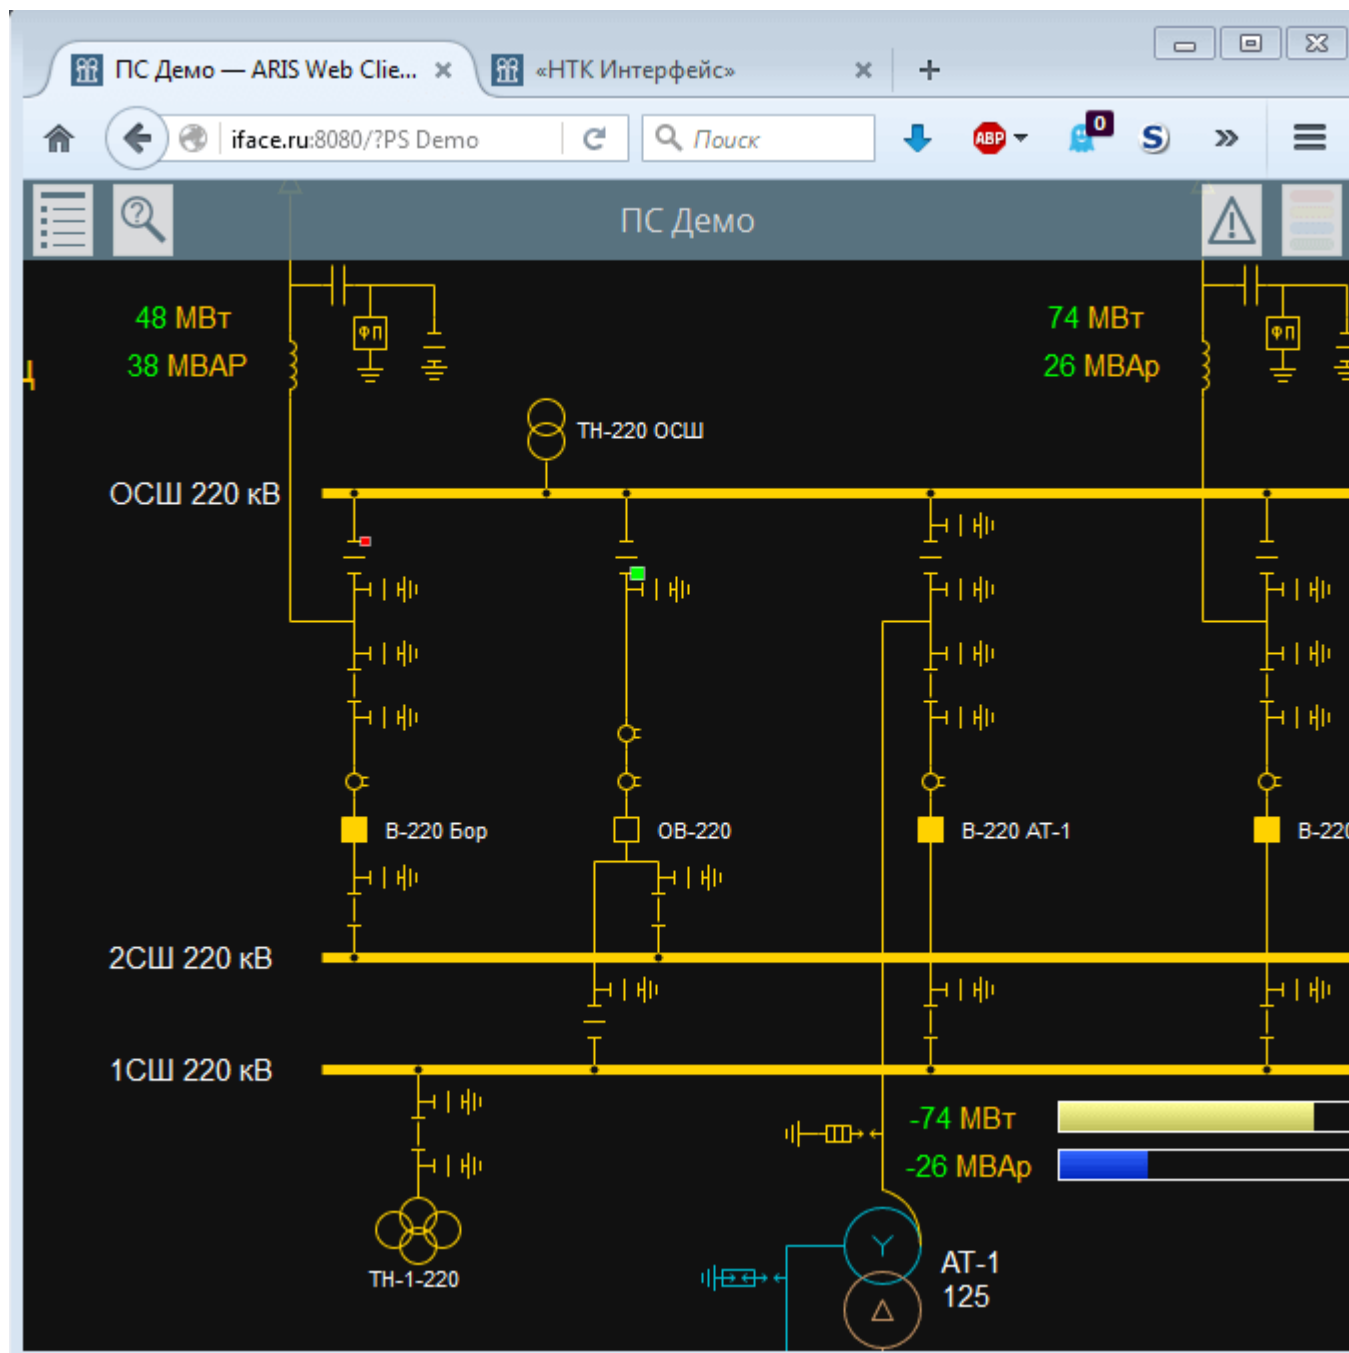 ПС Демо — ARIS Web Clie...
«НТК Интерфейс»
iface.ru:8080/?PS Demo
Поиск
ABP
0
S
ПС Демо
48 МВт
74 МВт
ФП
ФП
38 МВАР
26 МВАр
ТН-220 ОСШ
ОСШ 220 кВ
В-220 Бор
ОВ-220
В-220 АТ-1
В-220
2СШ 220 кВ
1СШ 220 кВ
-74 МВт
-26 МВАр
АТ-1
125
ТН-1-220